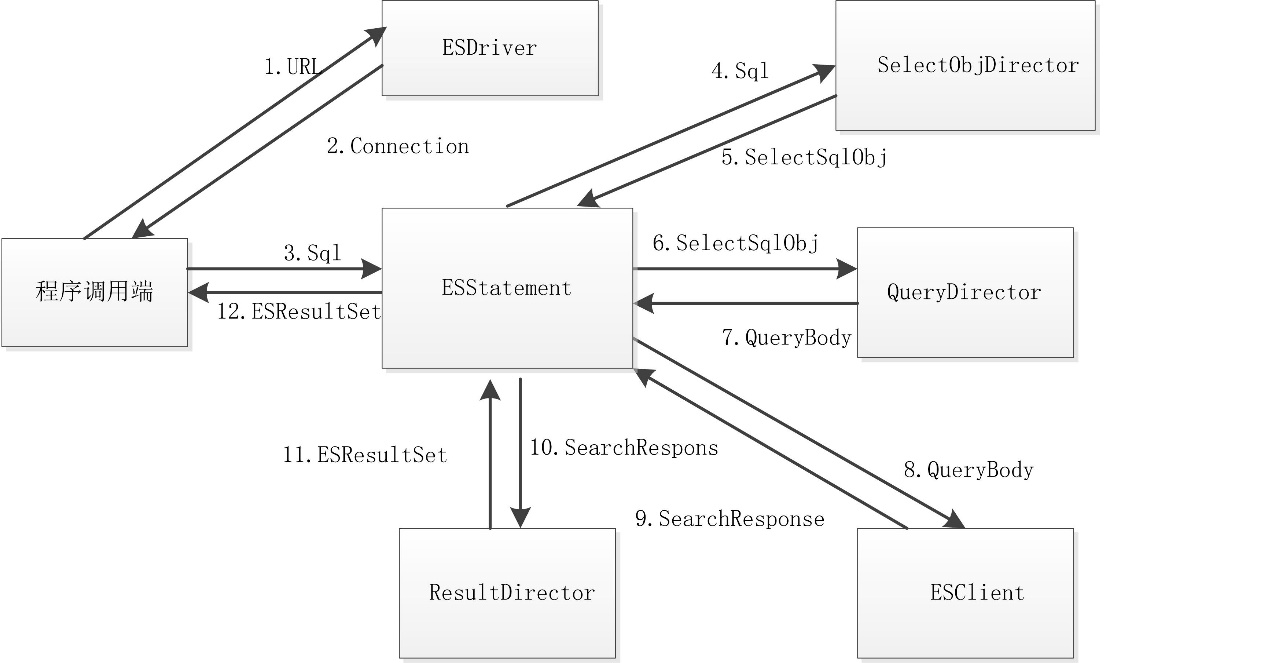 ESDriver
SelectObjDirector
1.URL
4.Sql
2.Connection
5.SelectSqlObj
3.Sql
6.SelectSqlObj
程序调用端
ESStatement
QueryDirector
12.ESResultSet
7.QueryBody
11.ESResultSet
10.SearchRespons
8.QueryBody
9.SearchResponse
ResultDirector
ESClient